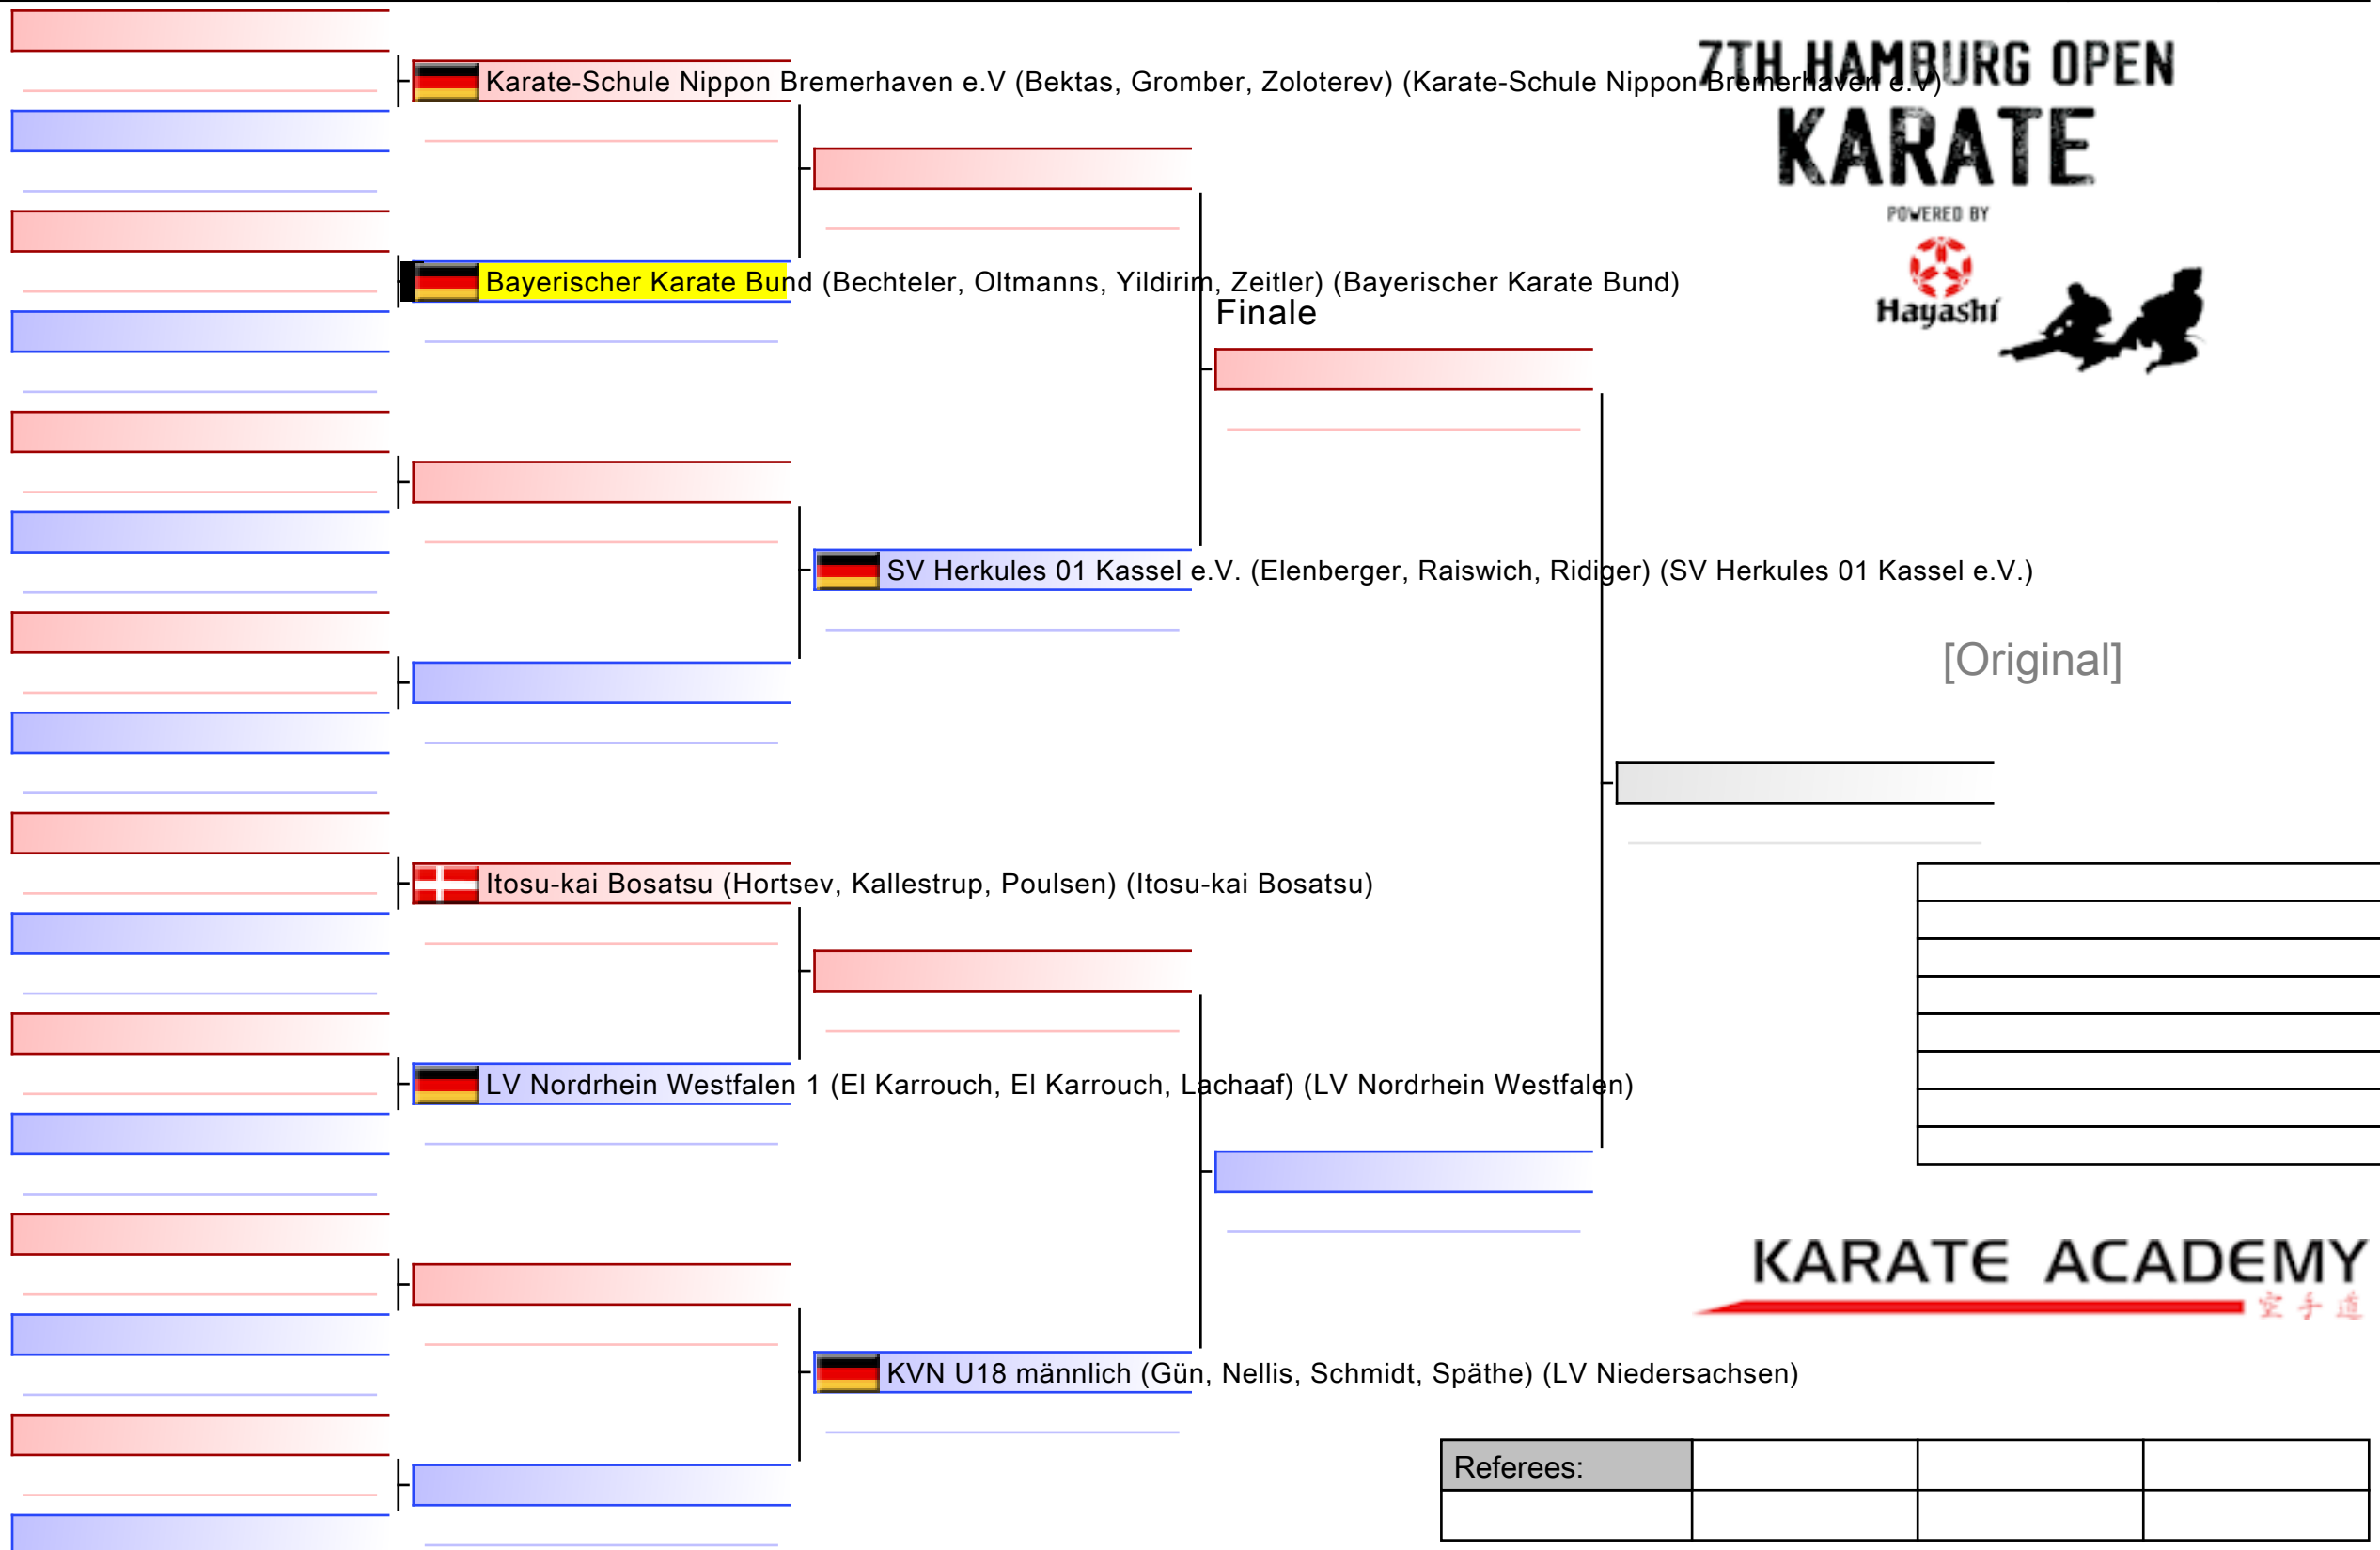 7TH HAMBURG OPEN
KARATE
POWERED BY
Hayashi
Karate-Schule Nippon Bremerhaven e.V (Bektas, Gromber, Zoloterev) (Karate-Schule Nippon Bremerhaven e.V)
Bayerischer Karate Bund (Bechteler, Oltmanns, Yildirim, Zeitler) (Bayerischer Karate Bund)
Finale
SV Herkules 01 Kassel e.V. (Elenberger, Raiswich, Ridiger) (SV Herkules 01 Kassel e.V.)
[Original]
Itosu-kai Bosatsu (Hortsev, Kallestrup, Poulsen) (Itosu-kai Bosatsu)
LV Nordrhein Westfalen 1 (El Karrouch, El Karrouch, Lachaaf) (LV Nordrhein Westfalen)
KARATE ACADEMY
空手道
KVN U18 männlich (Gün, Nellis, Schmidt, Späthe) (LV Niedersachsen)
Referees: